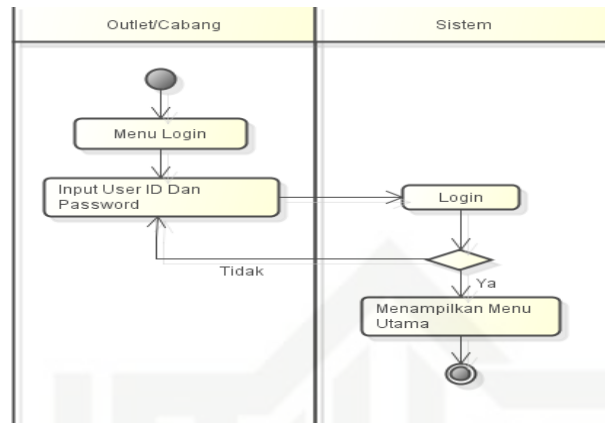 Outlet/Cabang
Sistem
Menu Login
Input User ID Dan
Password
Login
Tidak
Ya
Menampilkan Menu
Utama